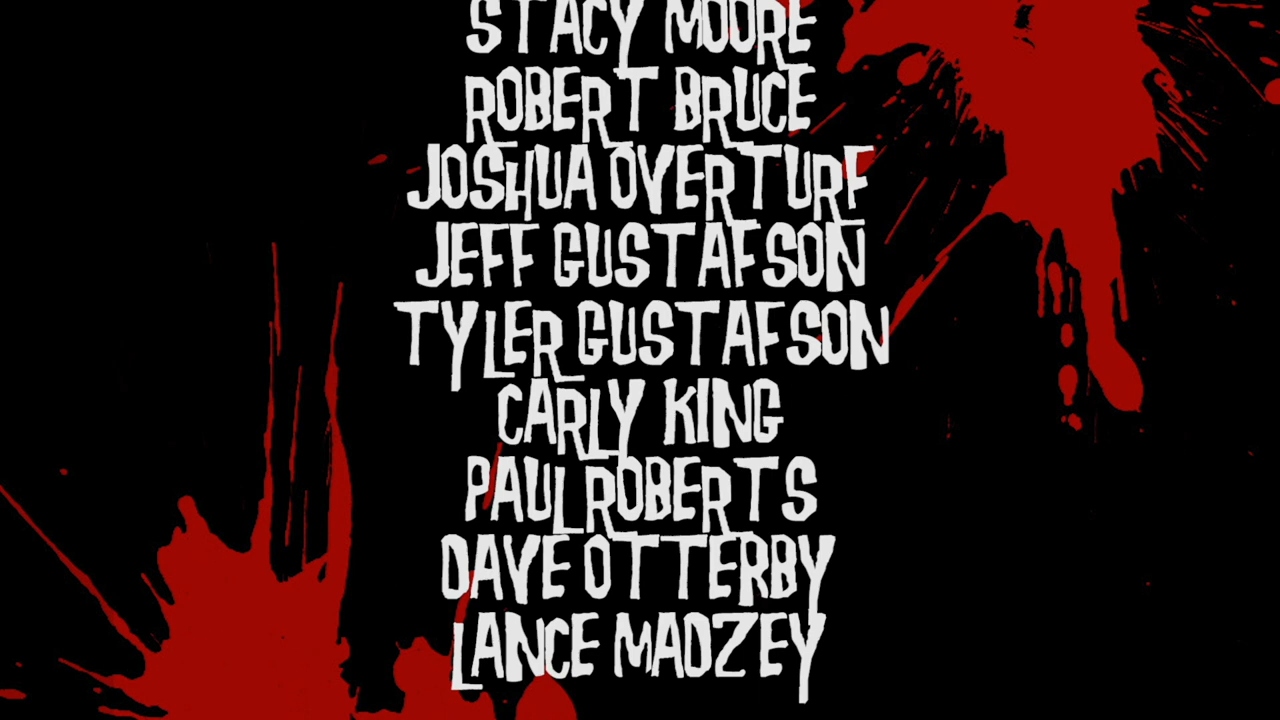 STACY MOORE
ROBERT BRUCE
JOSHUA OVERTURF
JEFF GUSTAFSON
TYLER GUSTAFSON
CARLY KING
PAUL ROBERTS
DAVE OTTERBY
LANCE MADZEY